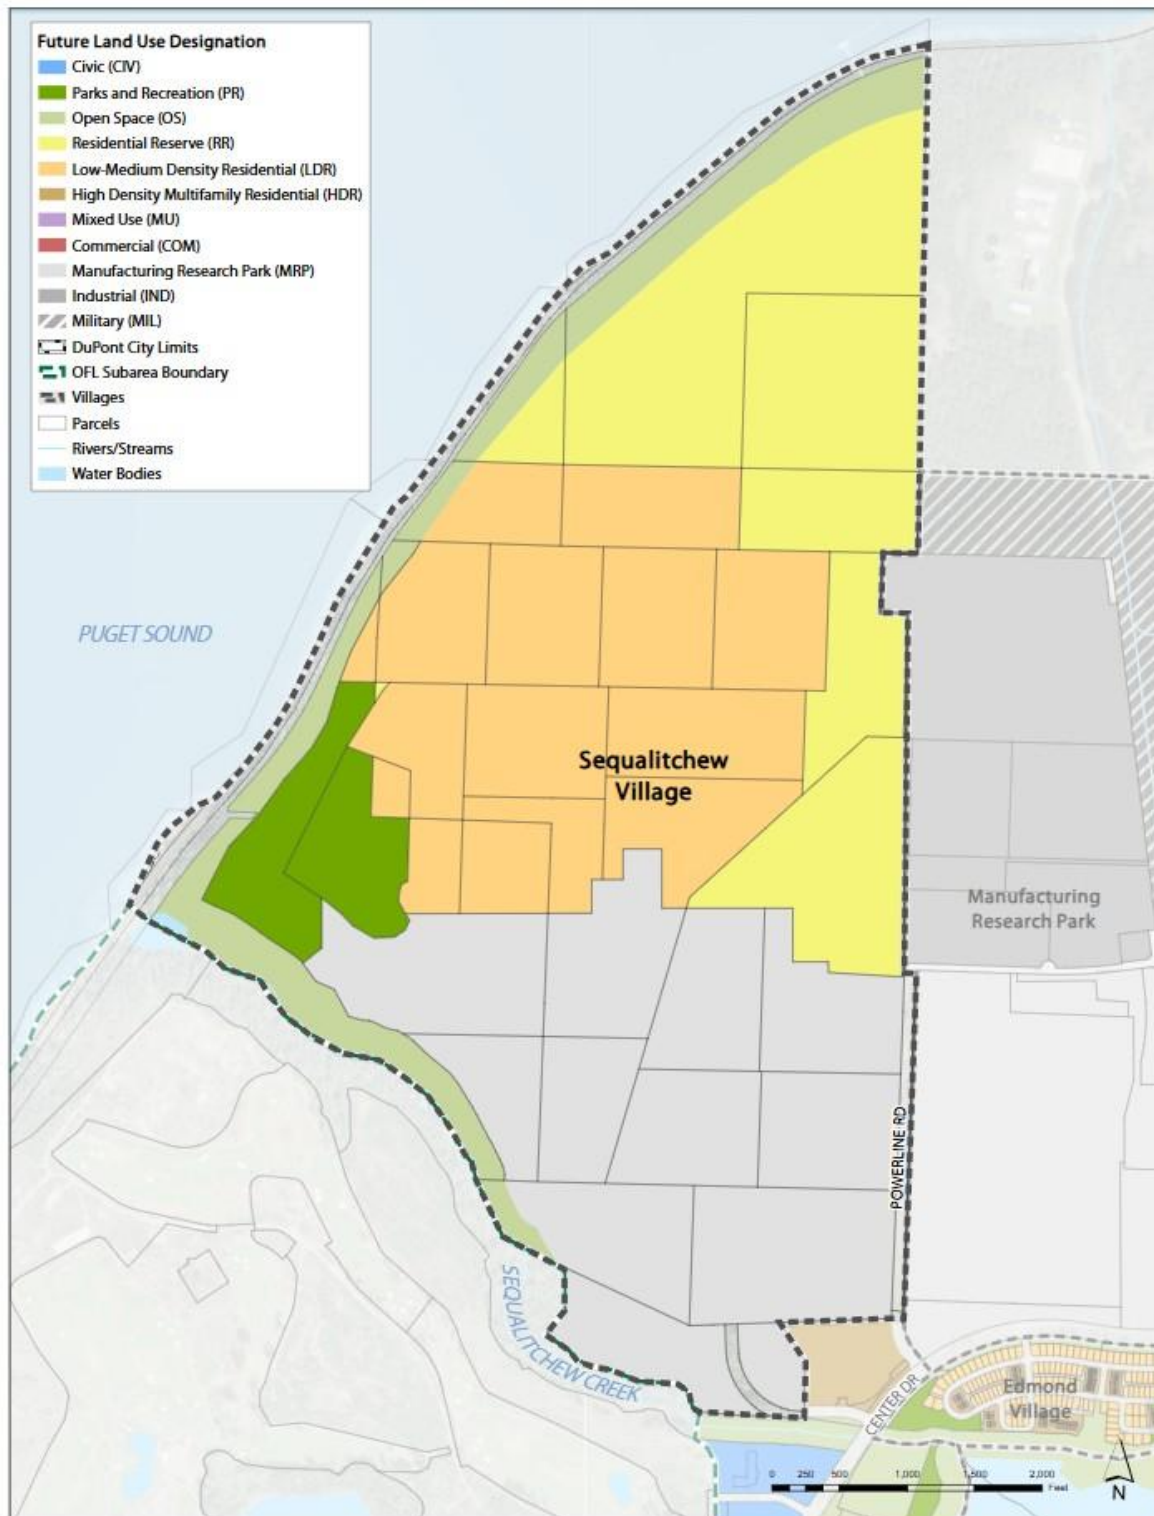 Future Land Use Designation
Civic (CIV)
Parks and Recreation (PR)
Open Space (OS)
Residential Reserve (RR)
Low-Medium Density Residential (LDR)
High Density Multifamily Residential (HDR)
Mixed Use (MU)
Commercial (COM)
Manufacturing Research Park (MRP)
Industrial (IND)
Military (MIL)
DuPont City Limits
OFL Subarea Boundary
Villages
Parcels
Rivers/Streams
Water Bodies
PUGET SOUND
Sequalitchew
Village
Manufacturing
Research Park
POWERLINE RD
SEQUALITCHEW CREEK
CENTER DR
Edmond
Village
0 250 500 1,000 1,500 2,000
Feet
N